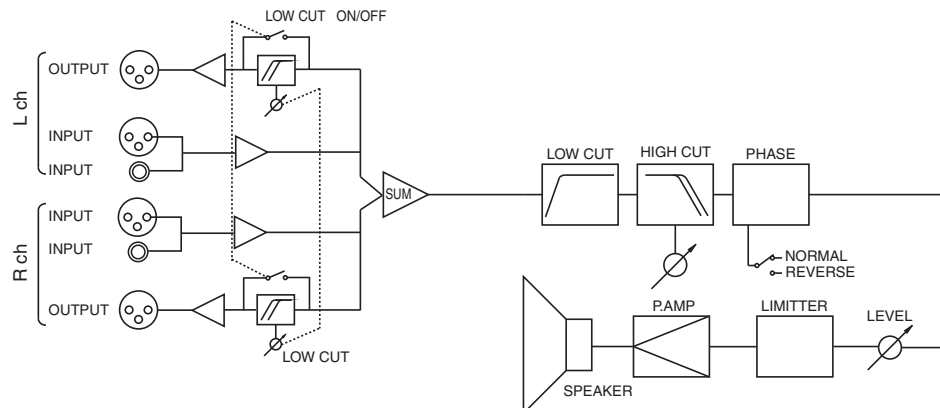 LOW CUT ON/OFF
L ch
OUTPUT
INPUT
INPUT
R ch
INPUT
INPUT
OUTPUT
LOW CUT
SUM
LOW CUT
HIGH CUT
PHASE
NORMAL
REVERSE
SPEAKER
P.AMP
LIMITTER
LEVEL